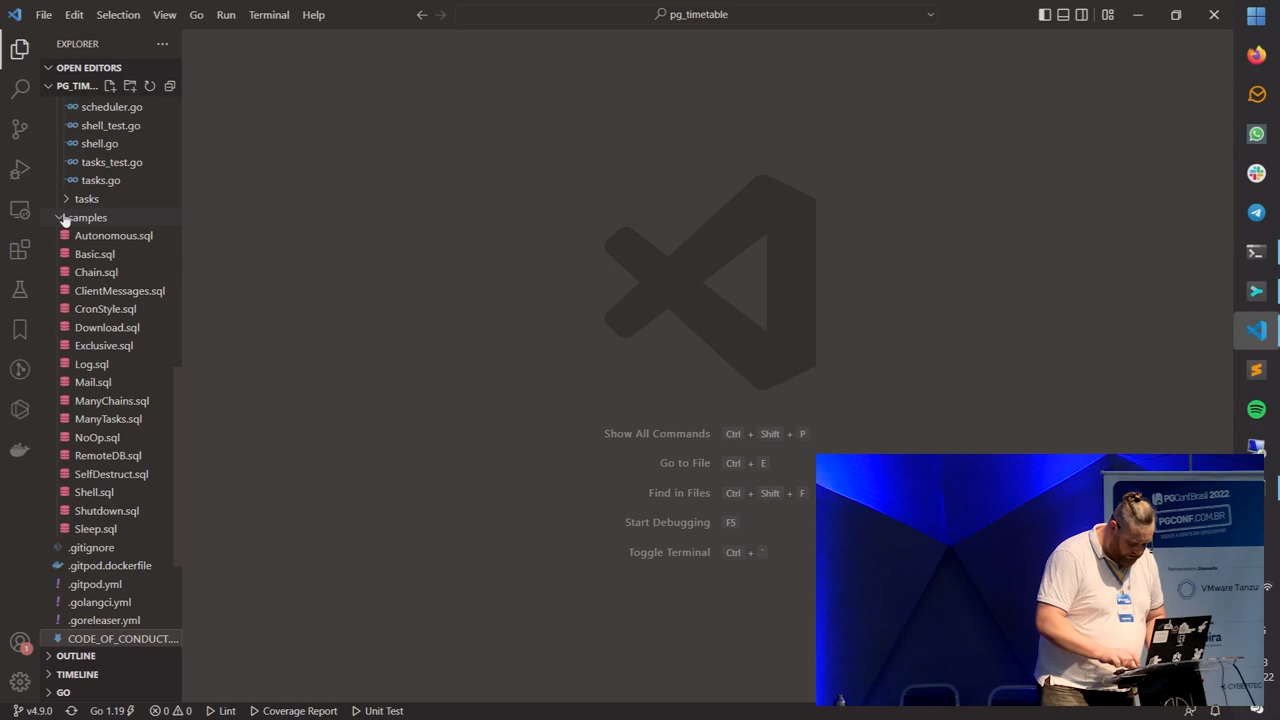 File Edit Selection View Go Run Terminal Help
pg_timetable
EXPLORER
OPEN EDITORS
PG_TIM...
scheduler.go
shell_test.go
shell.go
tasks_test.go
tasks.go
tasks
samples
Autonomous.sql
Basic.sql
Chain.sql
ClientMessages.sql
CronStyle.sql
Download.sql
Exclusive.sql
Log.sql
Mail.sql
ManyChains.sql
ManyTasks.sql
NoOp.sql
RemoteDB.sql
SelfDestruct.sql
Shell.sql
Shutdown.sql
Sleep.sql
.gitignore
.gitpod.dockerfile
.gitpod.yml
.golangci.yml
.goreleaser.yml
CODE_OF_CONDUCT....
OUTLINE
TIMELINE
GO
Show All Commands Ctrl + Shift + P
Go to File Ctrl + E
Find in Files Ctrl + Shift + F
Start Debugging F5
Toggle Terminal Ctrl + `
PGConfBrasil 2022
PGCONF.COM.BR
VMware Tanzu
CYBERTEC
1
v4.9.0 Go 1.19 0 0 Lint Coverage Report Unit Test